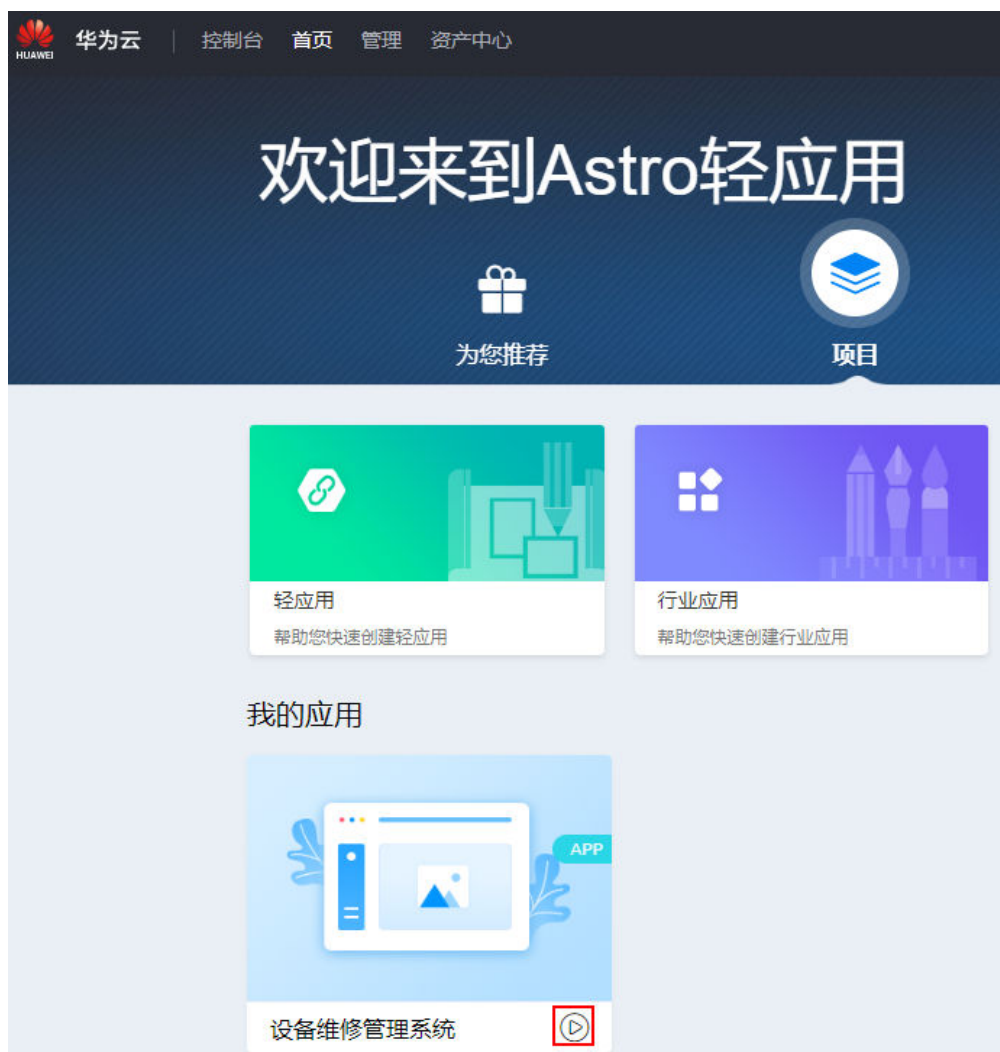 HUAWEI 华为云 控制台 首页 管理 资产中心
欢迎来到Astro轻应用
为您推荐 项目
轻应用 行业应用
帮助您快速创建轻应用 帮助您快速创建行业应用
我的应用
APP
设备维修管理系统